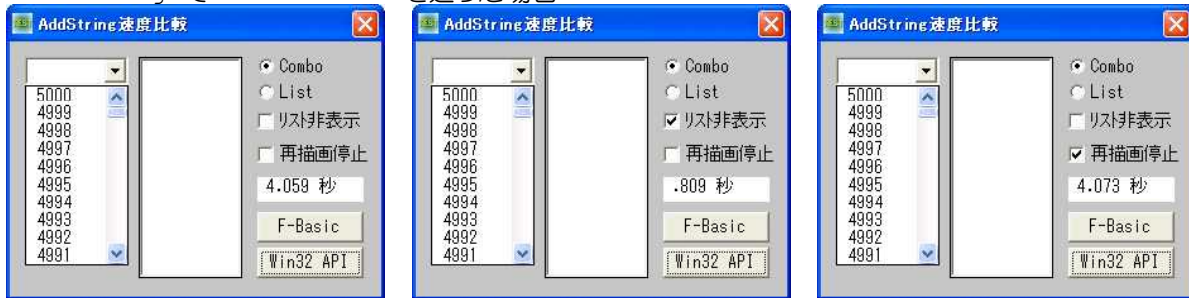 AddString速度比較
Combo
List
リスト非表示
再描画停止
4.059 秒
F-Basic
Win32 API
5000
4999
4998
4997
4996
4995
4994
4993
4992
4991
AddString速度比較
Combo
List
リスト非表示
再描画停止
.809 秒
F-Basic
Win32 API
5000
4999
4998
4997
4996
4995
4994
4993
4992
4991
AddString速度比較
Combo
List
リスト非表示
再描画停止
4.073 秒
F-Basic
Win32 API
5000
4999
4998
4997
4996
4995
4994
4993
4992
4991